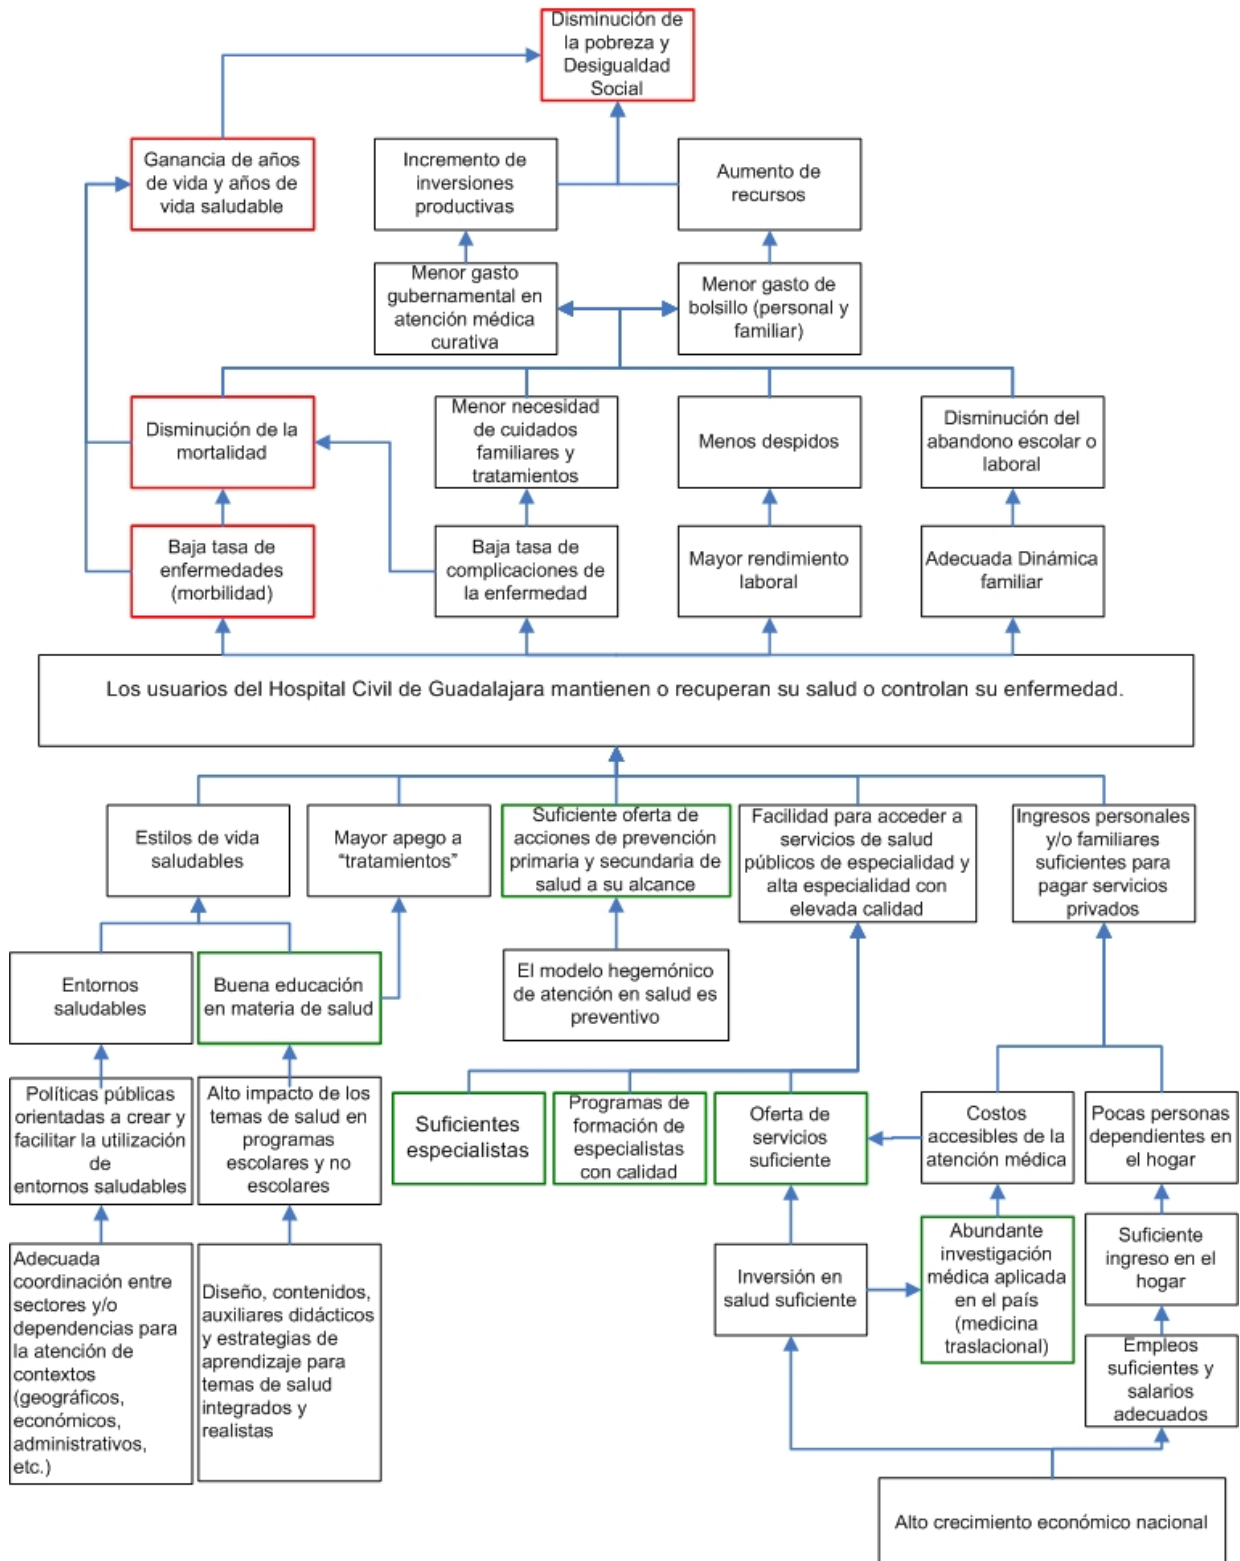 Disminución de
la pobreza y
Desigualdad
Social
Ganancia de años
de vida y años de
vida saludable
Incremento de
inversiones
productivas
Aumento de
recursos
Menor gasto
gubernamental en
atención médica
curativa
Menor gasto de
bolsillo (personal y
familiar)
Disminución de la
mortalidad
Menor necesidad
de cuidados
familiares y
tratamientos
Menos despidos
Disminución del
abandono escolar o
laboral
Baja tasa de
enfermedades
(morbilidad)
Baja tasa de
complicaciones de
la enfermedad
Mayor rendimiento
laboral
Adecuada Dinámica
familiar
Los usuarios del Hospital Civil de Guadalajara mantienen o recuperan su salud o controlan su enfermedad.
Estilos de vida
saludables
Mayor apego a
“tratamientos”
Suficiente oferta de
acciones de prevención
primaria y secundaria de
salud a su alcance
Facilidad para acceder a
servicios de salud
públicos de especialidad y
alta especialidad con
elevada calidad
Ingresos personales
y/o familiares
suficientes para
pagar servicios
privados
Entornos
saludables
Buena educación
en materia de salud
El modelo hegemónico
de atención en salud es
preventivo
Políticas públicas
orientadas a crear y
facilitar la utilización
de
entornos saludables
Alto impacto de los
temas de salud en
programas
escolares y no
escolares
Suficientes
especialistas
Programas de
formación de
especialistas
con calidad
Oferta de
servicios
suficiente
Costos
accesibles de la
atención médica
Pocas personas
dependientes en
el hogar
Adecuada
coordinación entre
sectores y/o
dependencias para
la atención de
contextos
(geográficos,
económicos,
administrativos,
etc.)
Diseño, contenidos,
auxiliares didácticos
y estrategias de
aprendizaje para
temas de salud
integrados y
realistas
Inversión en
salud suficiente
Abundante
investigación
médica aplicada
en el país
(medicina
traslacional)
Suficiente
ingreso en el
hogar
Empleos
suficientes y
salarios
adecuados
Alto crecimiento económico nacional